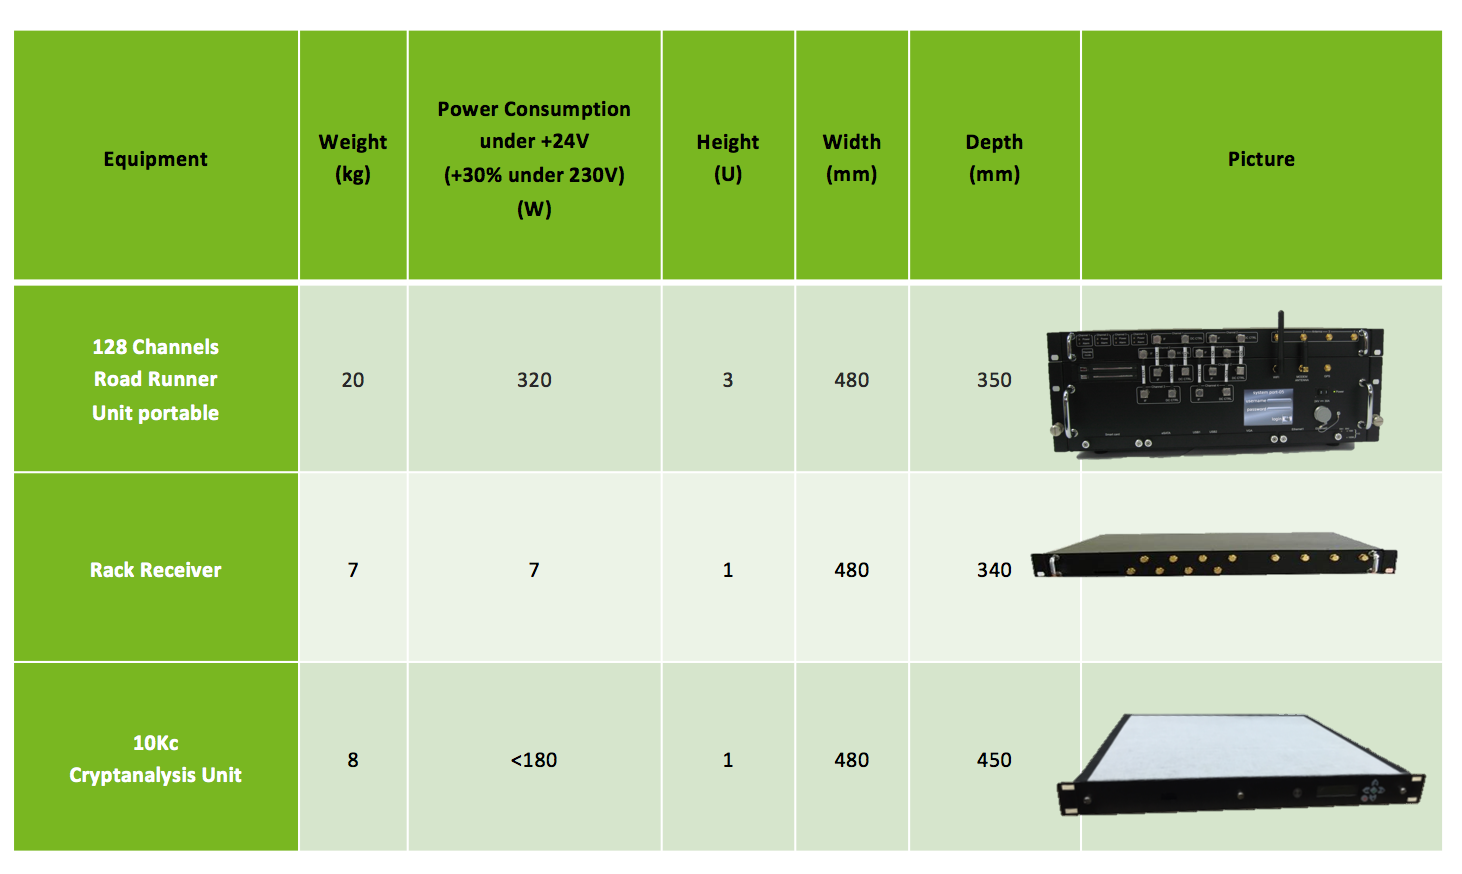 Equipment
Weight
(kg)
Power Consumption
under +24V
(+30% under 230V)
(W)
Height
(U)
Width
(mm)
Depth
(mm)
Picture
128 Channels
Road Runner
Unit portable
20
320
3
480
350
Rack Receiver
7
7
1
480
340
10Kc
Cryptanalysis Unit
8
<180
1
480
450